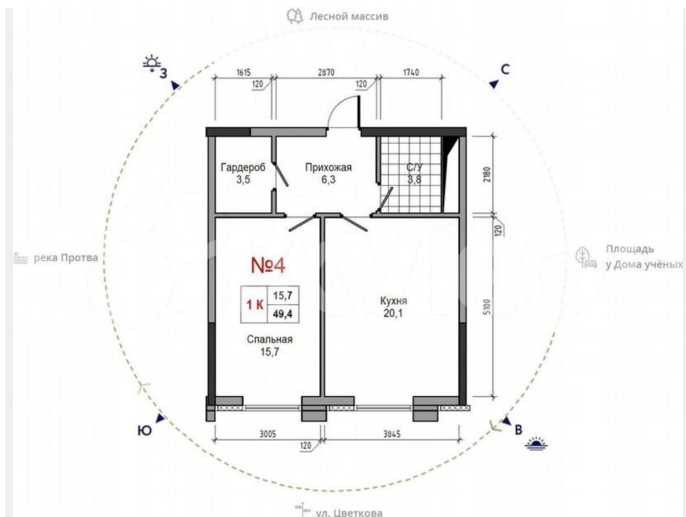 Лесной массив
З
С
1615
2870
1740
120
120
Гардероб
3,5
Прихожая
6,3
С/У
3,8
2180
120
река Протва
Площадь
у Дома учёных
№4
1 К
15,7
49,4
Спальная
15,7
Кухня
20,1
5100
Ю
В
3005
3845
120
ул. Цветкова